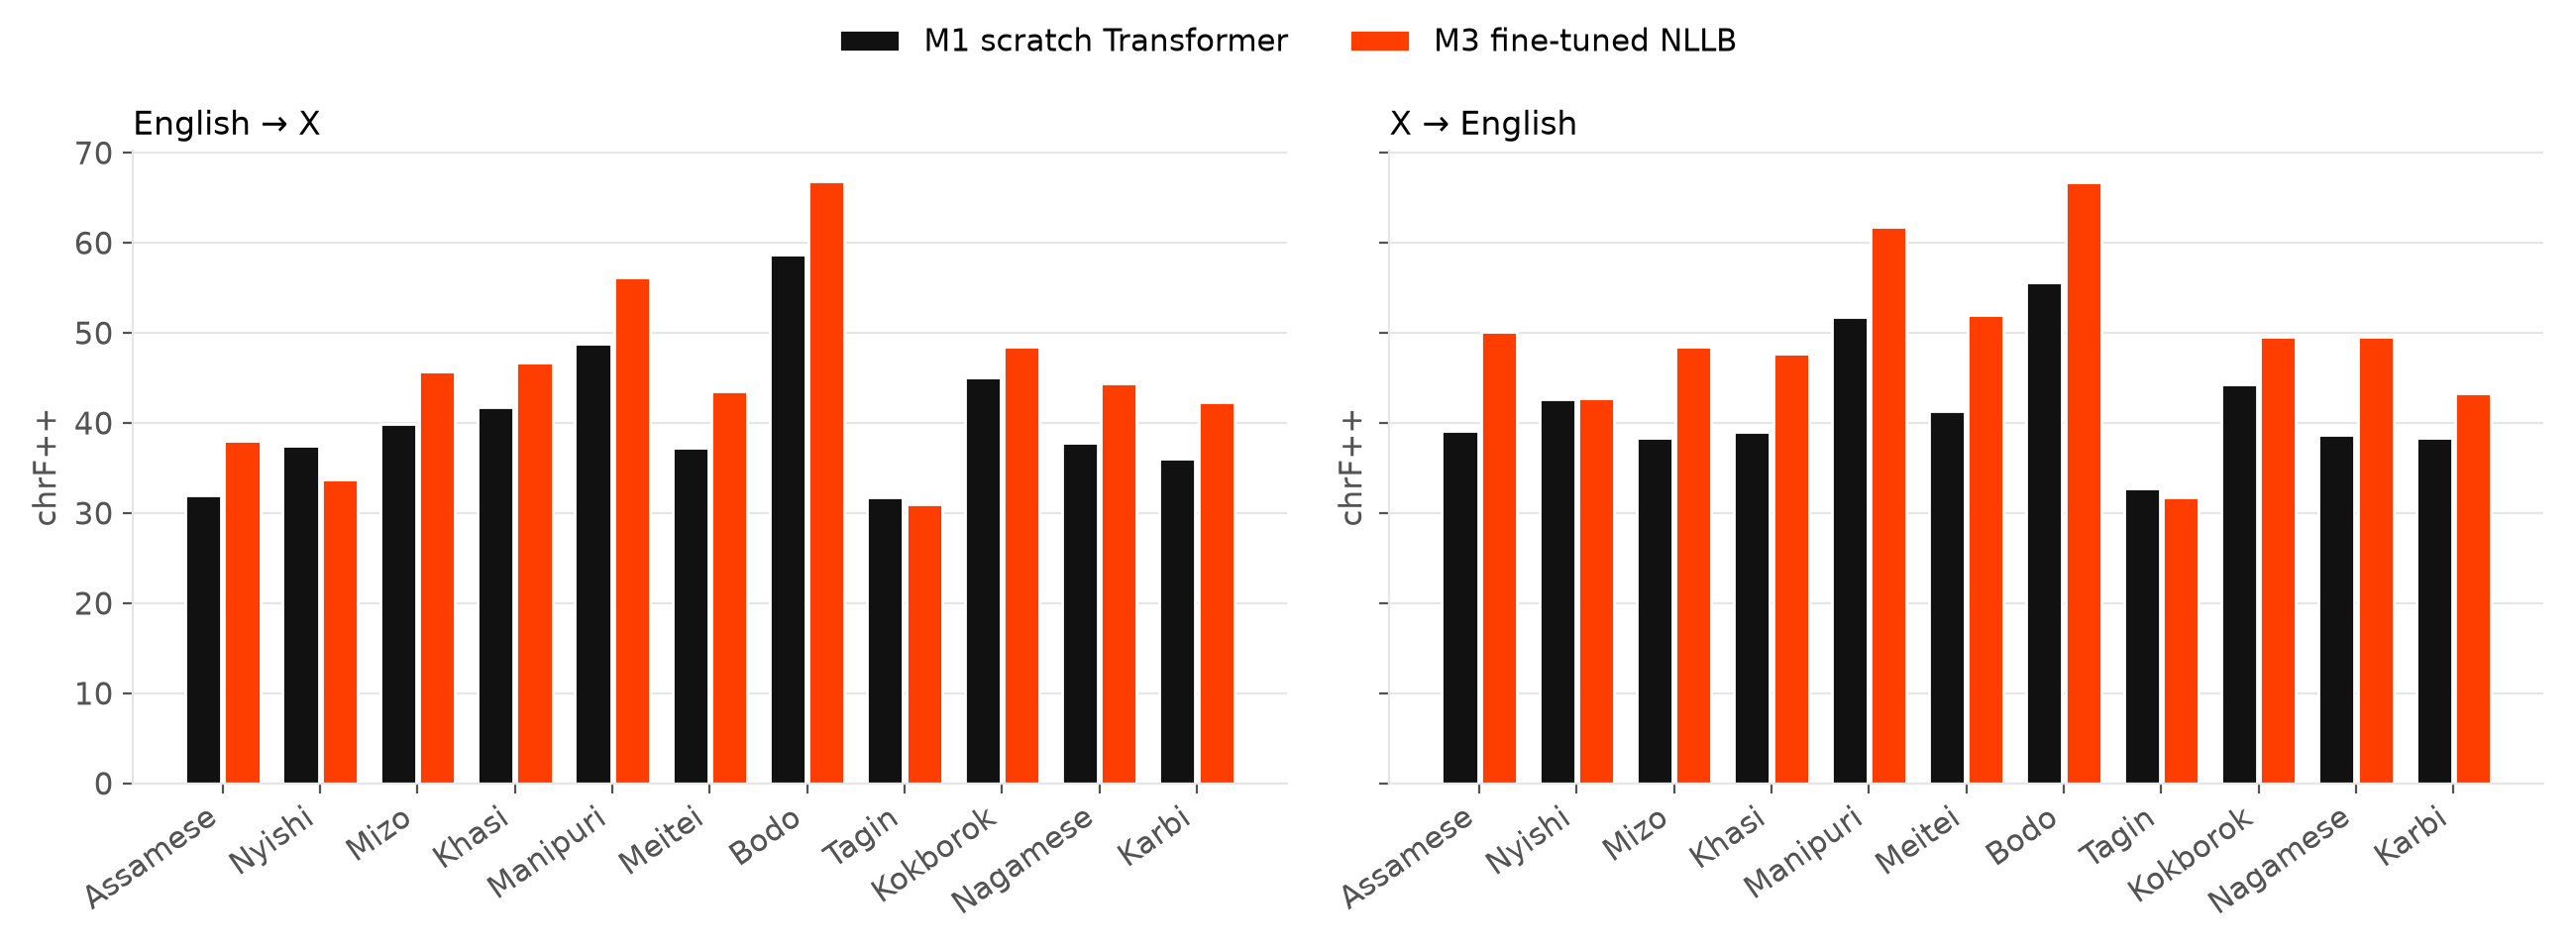 M1 scratch Transformer
M3 fine-tuned NLLB
English → X
70
60
50
40
30
20
10
0
chrF++
Assamese
Nyishi
Mizo
Khasi
Manipuri
Meitei
Bodo
Tagin
Kokborok
Nagamese
Karbi
X → English
chrF++
Assamese
Nyishi
Mizo
Khasi
Manipuri
Meitei
Bodo
Tagin
Kokborok
Nagamese
Karbi